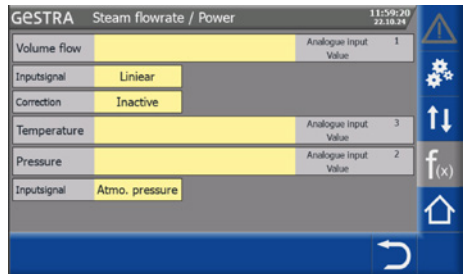 GESTRA Steam flowrate / Power 11:59:20
22.10.24
Volume flow Analogue input 1
Value
Inputsignal Liniear
Correction Inactive
Temperature Analogue input 3
Value
Pressure Analogue input 2
Value
Inputsignal Atmo. pressure
f(x)